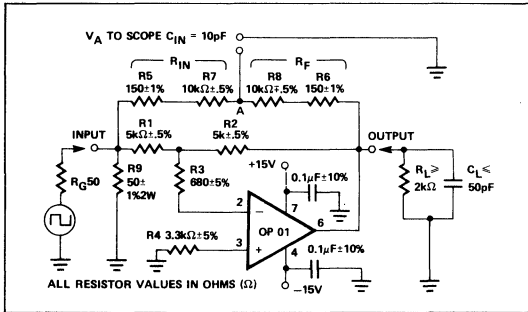 V_A TO SCOPE C_IN = 10pF
R_IN
R_F
R5
150±1%
R7
10kΩ±.5%
A
R8
10kΩ∓.5%
R6
150±1%
INPUT
R1
5kΩ±.5%
R2
5k±.5%
OUTPUT
R_G50
R9
50±
1%2W
R3
680±5%
+15V
0.1μF±10%
R_L≥
2kΩ
C_L≤
50pF
2
−
7
6
OP 01
R4 3.3kΩ±5%
3
+
4
0.1μF±10%
−15V
ALL RESISTOR VALUES IN OHMS (Ω)